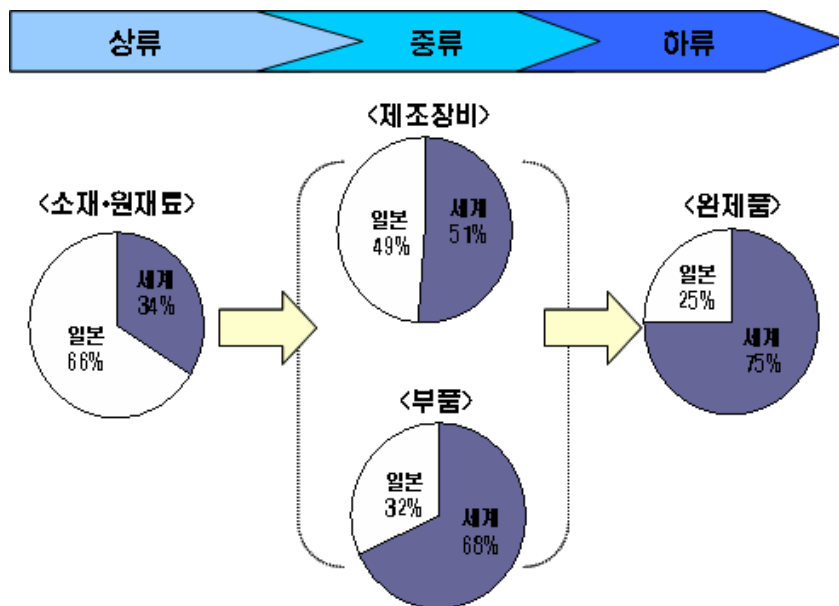 상류
중류
하류
<제조장비>
일본
49%
세계
51%
<소재·원재료>
세계
34%
일본
66%
<완제품>
일본
25%
세계
75%
<부품>
일본
32%
세계
68%